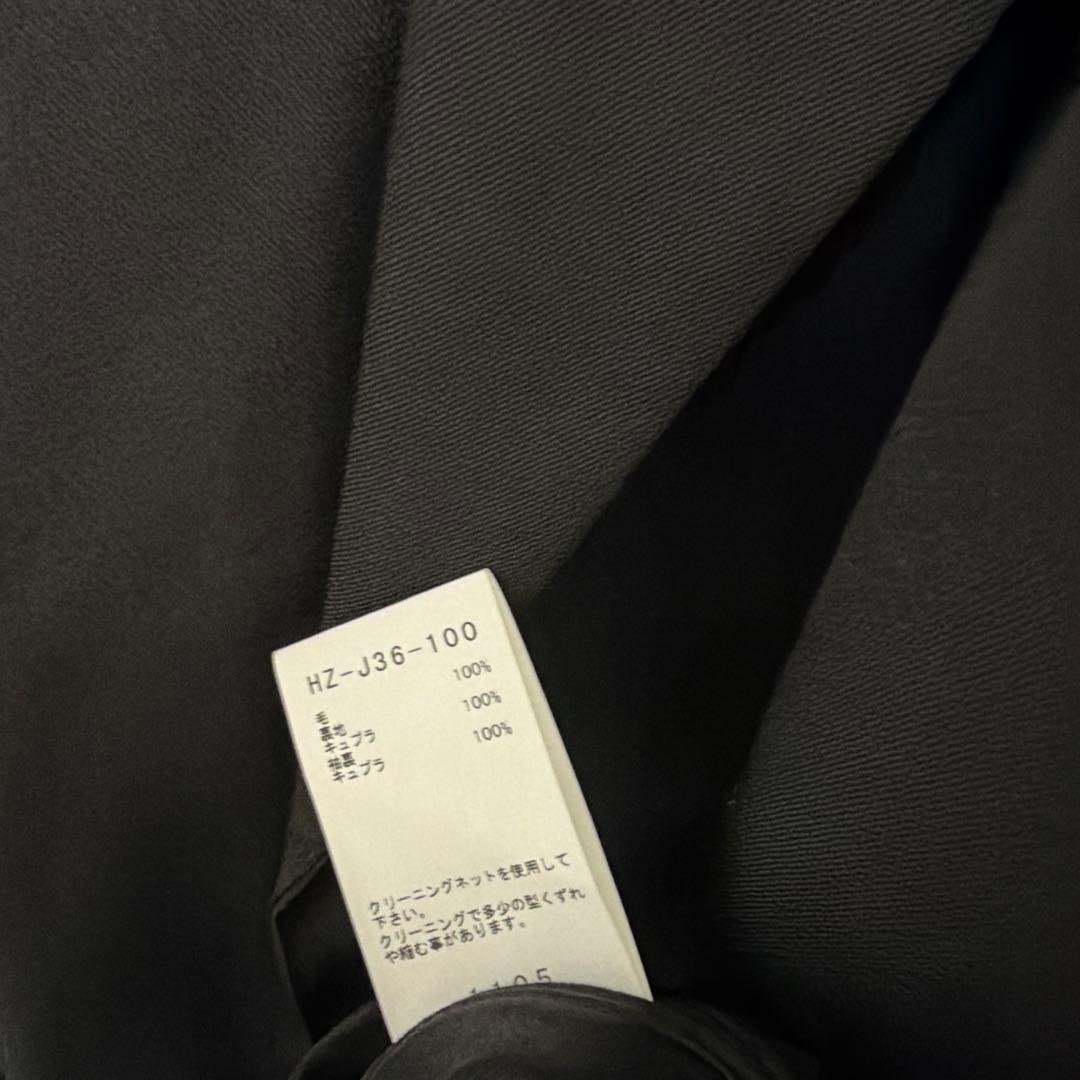 HZ-J36-100
毛 100%
裏地
キュプラ 100%
袖裏
キュプラ 100%
クリーニングネットを使用して
下さい。
クリーニングで多少の型くずれ
や縮む事があります。
1105